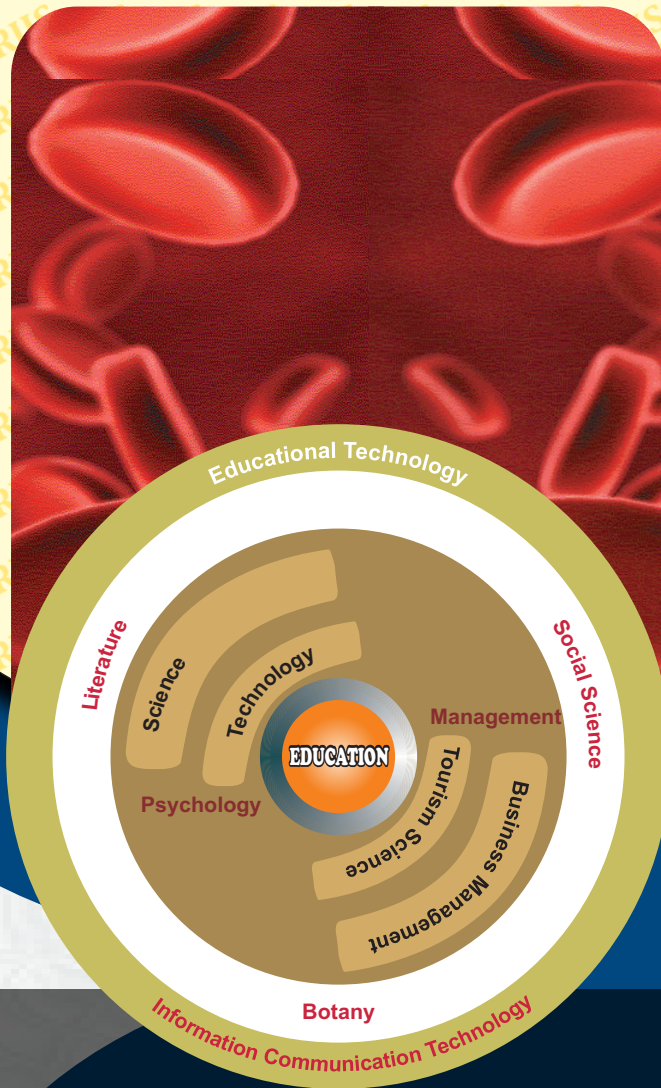 Educational Technology
Literature
Social Science
Science
Technology
Management
EDUCATION
Psychology
Tourism Science
Business Management
Botany
Information Communication Technology